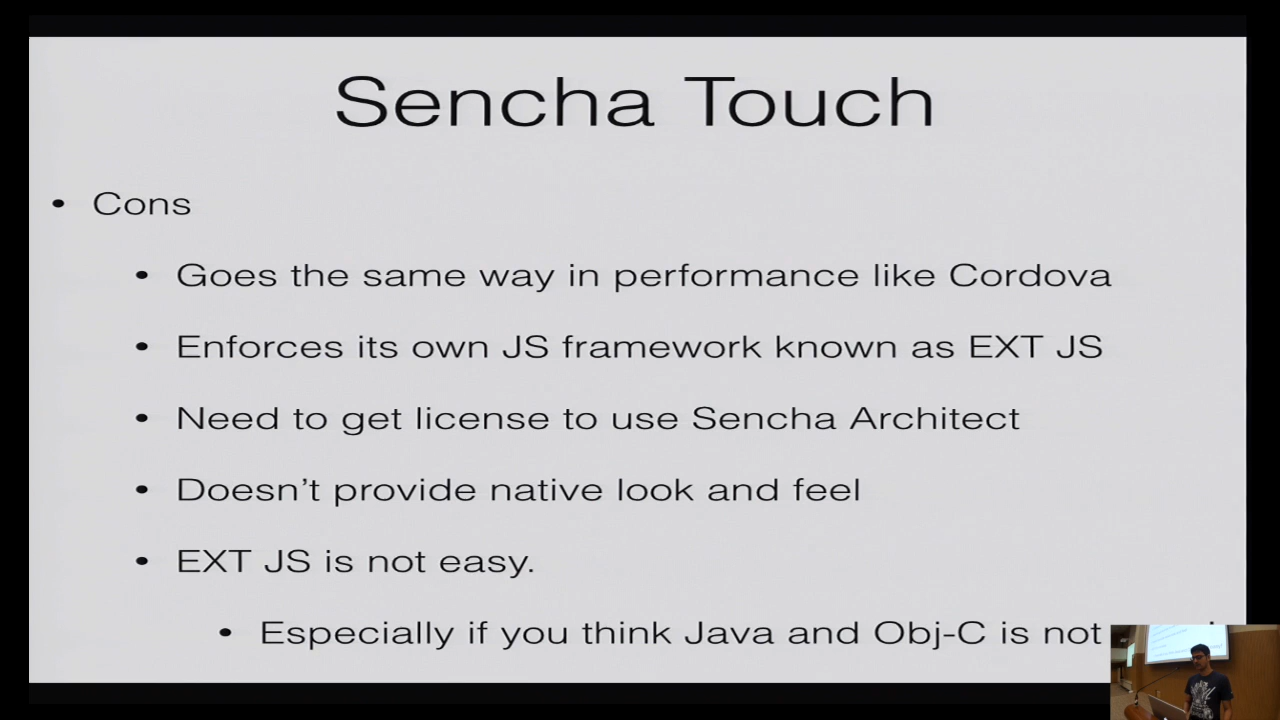 Sencha Touch
• Cons
• Goes the same way in performance like Cordova
• Enforces its own JS framework known as EXT JS
• Need to get license to use Sencha Architect
• Doesn't provide native look and feel
• EXT JS is not easy.
• Especially if you think Java and Obj-C is not